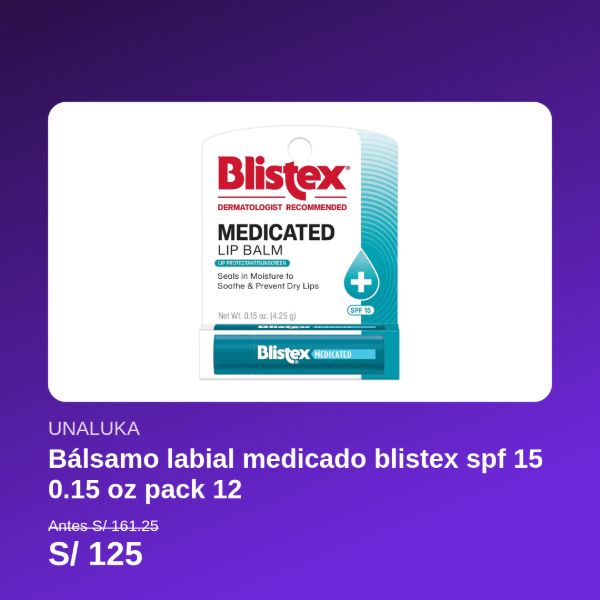 Blistex®
DERMATOLOGIST RECOMMENDED
MEDICATED
LIP BALM
LIP PROTECTANT/SUNSCREEN
Seals in Moisture to
Soothe & Prevent Dry Lips
SPF 15
Net Wt. 0.15 oz. (4.25 g)
Blistex® MEDICATED
UNALUKA
Bálsamo labial medicado blistex spf 15
0.15 oz pack 12
Antes S/ 161.25
S/ 125